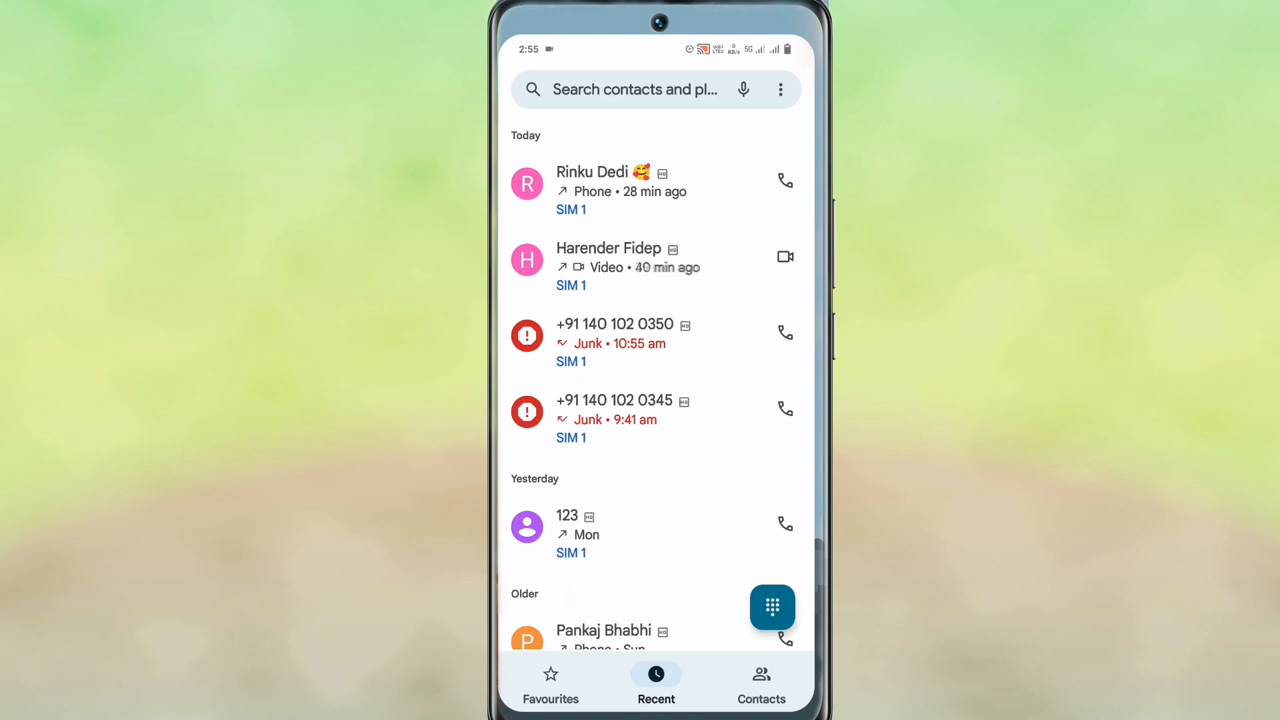 2:55
5G
Search contacts and pl...
Today
R
Rinku Dedi 🥰
Phone • 28 min ago
SIM 1
H
Harender Fidep
Video • 40 min ago
SIM 1
+91 140 102 0350
Junk • 10:55 am
SIM 1
+91 140 102 0345
Junk • 9:41 am
SIM 1
Yesterday
123
Mon
SIM 1
Older
P
Pankaj Bhabhi
Phone • Sun
Favourites
Recent
Contacts